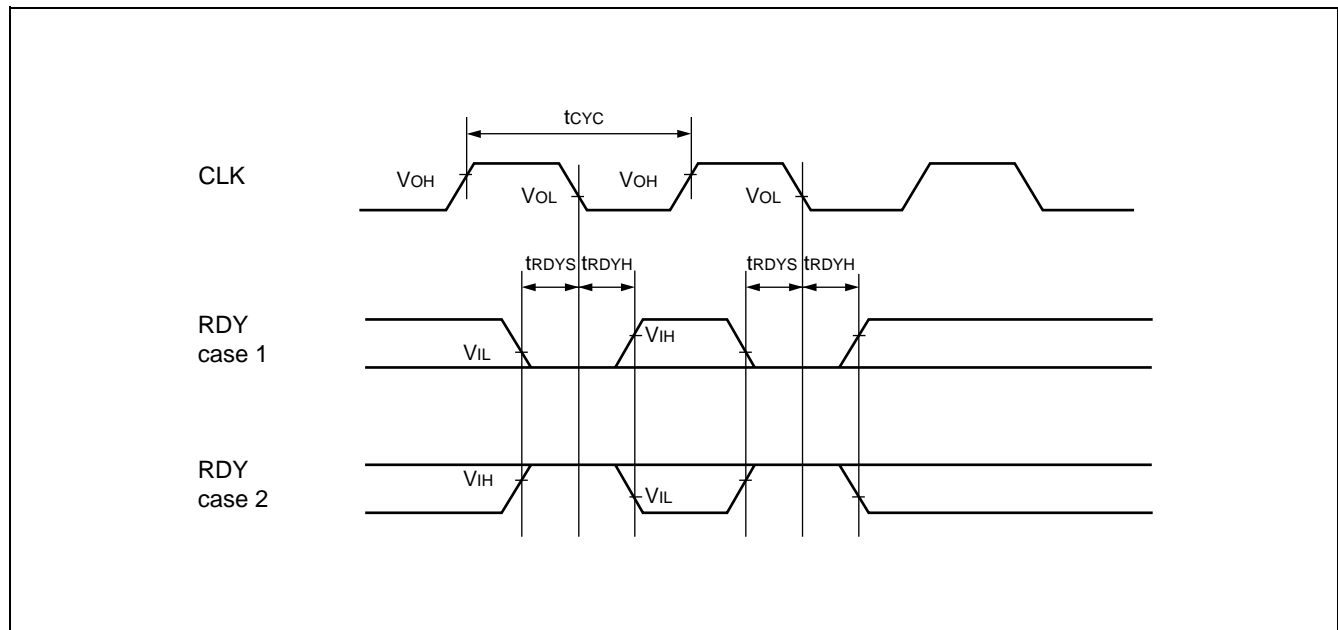 tCYC
CLK
VOH
VOL
VOH
VOL
tRDYS
tRDYH
tRDYS
tRDYH
RDY
case 1
VIL
VIH
RDY
case 2
VIH
VIL